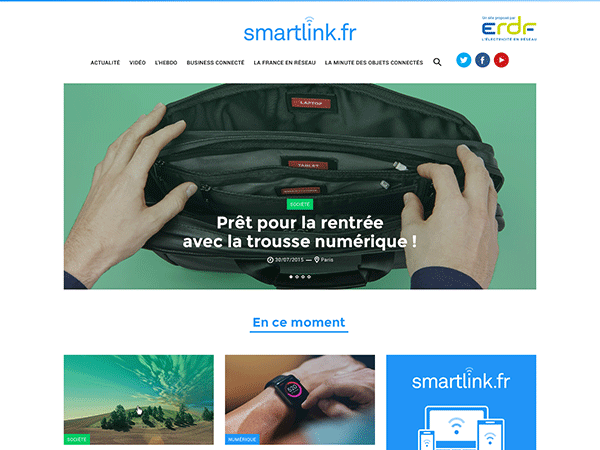 Un site proposé par
smartlink.fr
ERDF
L'ÉLECTRICITÉ EN RÉSEAU
ACTUALITÉ VIDÉO L'HEBDO BUSINESS CONNECTÉ LA FRANCE EN RÉSEAU LA MINUTE DES OBJETS CONNECTÉS
LAPTOP
TABLET
SOCIÉTÉ
Prêt pour la rentrée
avec la trousse numérique !
30/07/2015 — Paris
En ce moment
smartlink.fr
SOCIÉTÉ
NUMÉRIQUE